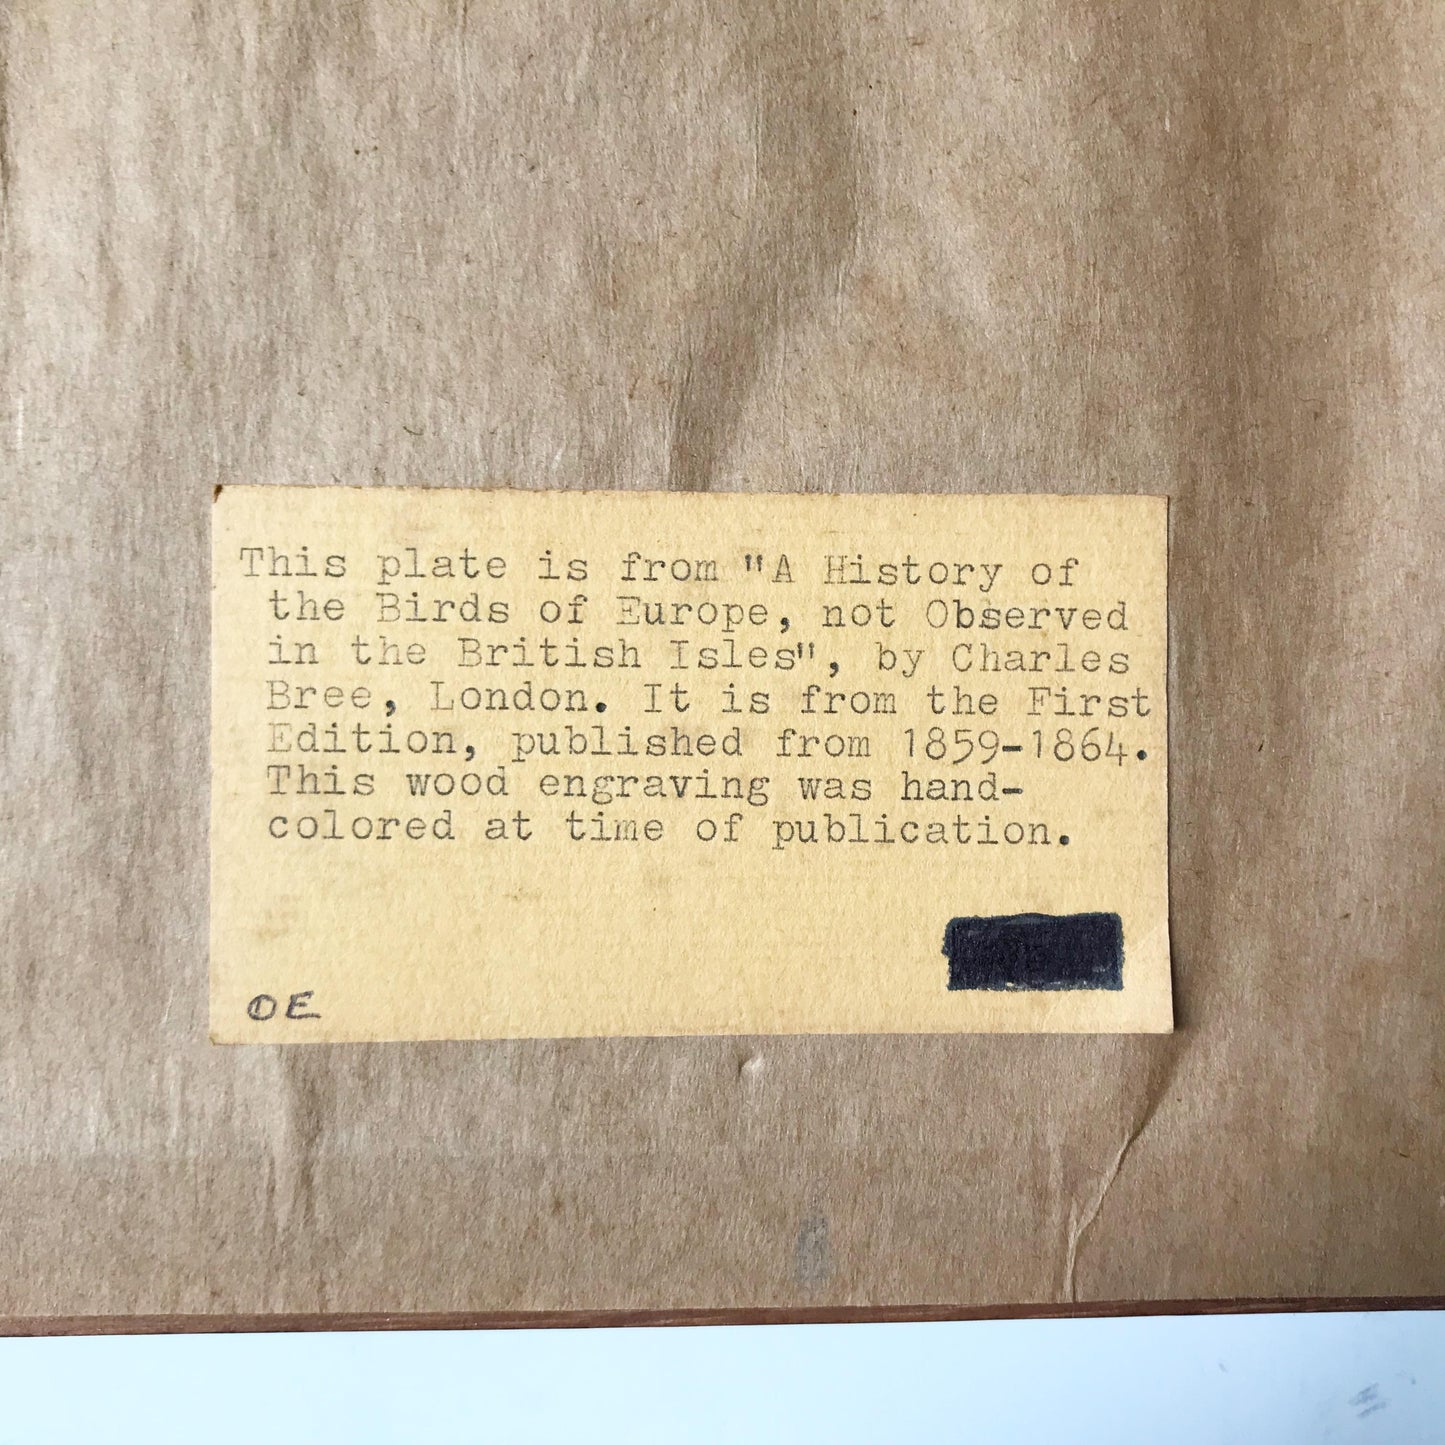 This plate is from "A History of
the Birds of Europe, not Observed
in the British Isles", by Charles
Bree, London. It is from the First
Edition, published from 1859-1864.
This wood engraving was hand-
colored at time of publication.
OE